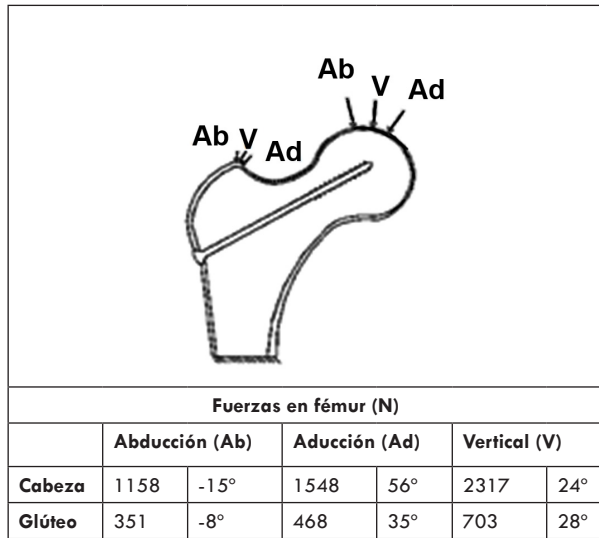 Ab V Ad
Ab V Ad
Fuerzas en fémur (N)
Abducción (Ab) Aducción (Ad) Vertical (V)
Cabeza 1158 -15° 1548 56° 2317 24°
Glúteo 351 -8° 468 35° 703 28°